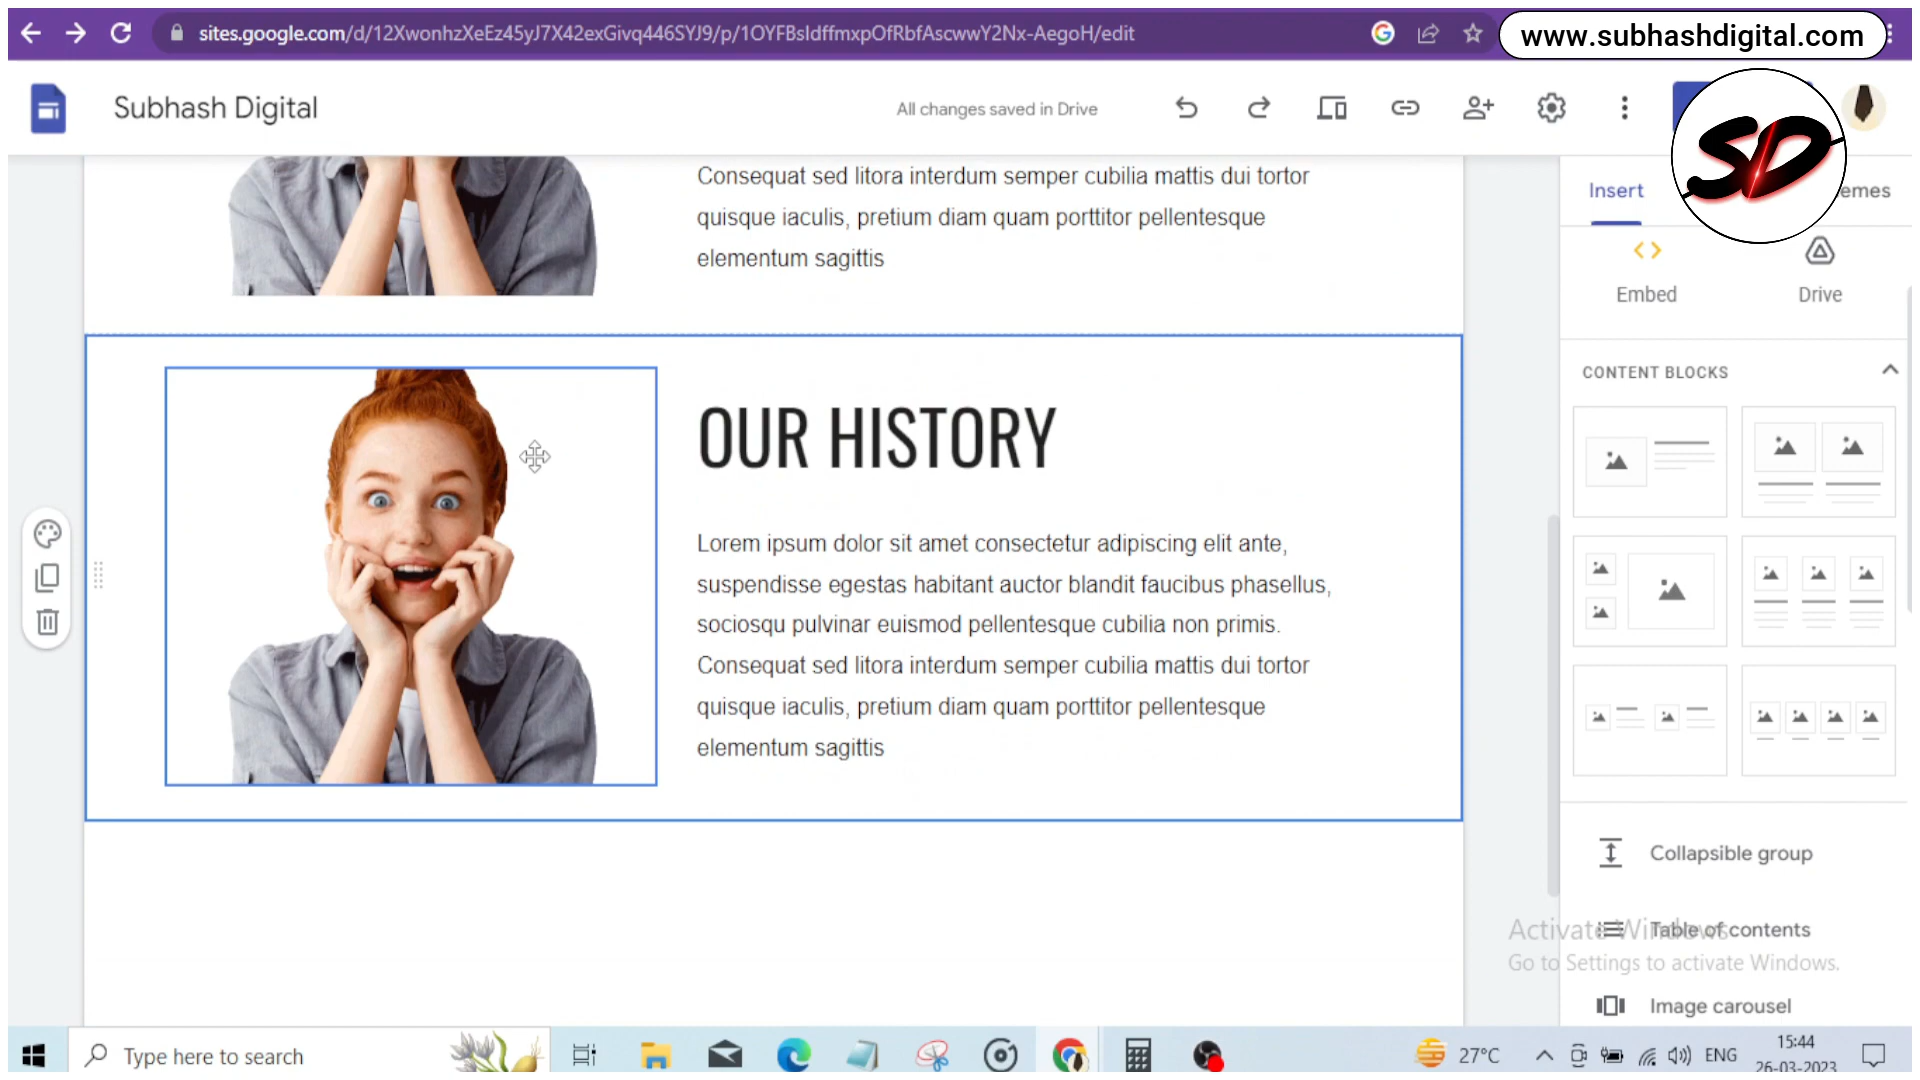 sites.google.com/d/12XwonhzXeEz45yJ7X42exGivq446SYJ9/p/1OYFBsIdffmxpOfRbfAscwwY2Nx-AegoH/edit
www.subhashdigital.com
Subhash Digital
All changes saved in Drive
SD
Insert
emes
Consequat sed litora interdum semper cubilia mattis dui tortor
quisque iaculis, pretium diam quam porttitor pellentesque
elementum sagittis
Embed
Drive
CONTENT BLOCKS
OUR HISTORY
Lorem ipsum dolor sit amet consectetur adipiscing elit ante,
suspendisse egestas habitant auctor blandit faucibus phasellus,
sociosqu pulvinar euismod pellentesque cubilia non primis.
Consequat sed litora interdum semper cubilia mattis dui tortor
quisque iaculis, pretium diam quam porttitor pellentesque
elementum sagittis
Collapsible group
Activate Windows
Table of contents
Go to Settings to activate Windows.
Image carousel
Type here to search
27°C
ENG
15:44
26-03-2023